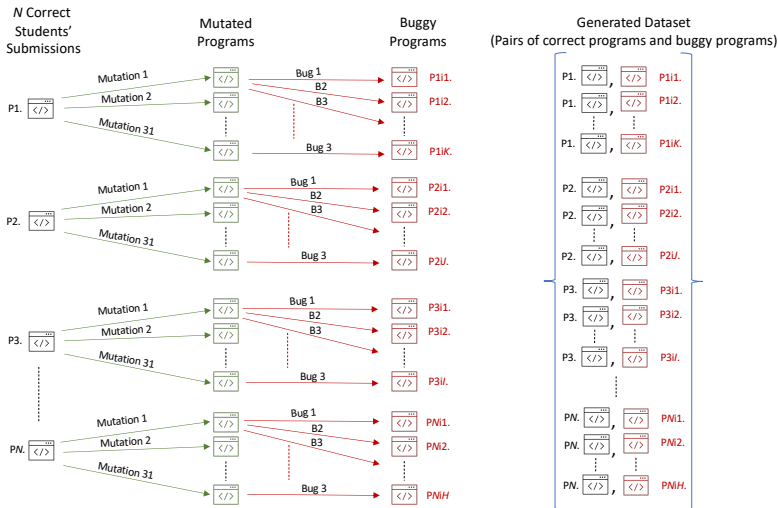 N Correct
Students'
Submissions
Mutated
Programs
Buggy
Programs
Generated Dataset
(Pairs of correct programs and buggy programs)
P1.
Mutation 1
Mutation 2
Mutation 31
Bug 1
B2
B3
Bug 3
P1i1.
P1i2.
P1iK.
P2.
Mutation 1
Mutation 2
Mutation 31
Bug 1
B2
B3
Bug 3
P2i1.
P2i2.
P2iJ.
P3.
Mutation 1
Mutation 2
Mutation 31
Bug 1
B2
B3
Bug 3
P3i1.
P3i2.
P3iI.
PN.
Mutation 1
Mutation 2
Mutation 31
Bug 1
B2
B3
Bug 3
PNi1.
PNi2.
PNiH
P1. </> , </> P1i1.
P1. </> , </> P1i2.
P1. </> , </> P1iK.
P2. </> , </> P2i1.
P2. </> , </> P2i2.
P2. </> , </> P2iJ.
P3. </> , </> P3i1.
P3. </> , </> P3i2.
P3. </> , </> P3iI.
PN. </> , </> PNi1.
PN. </> , </> PNi2.
PN. </> , </> PNiH.